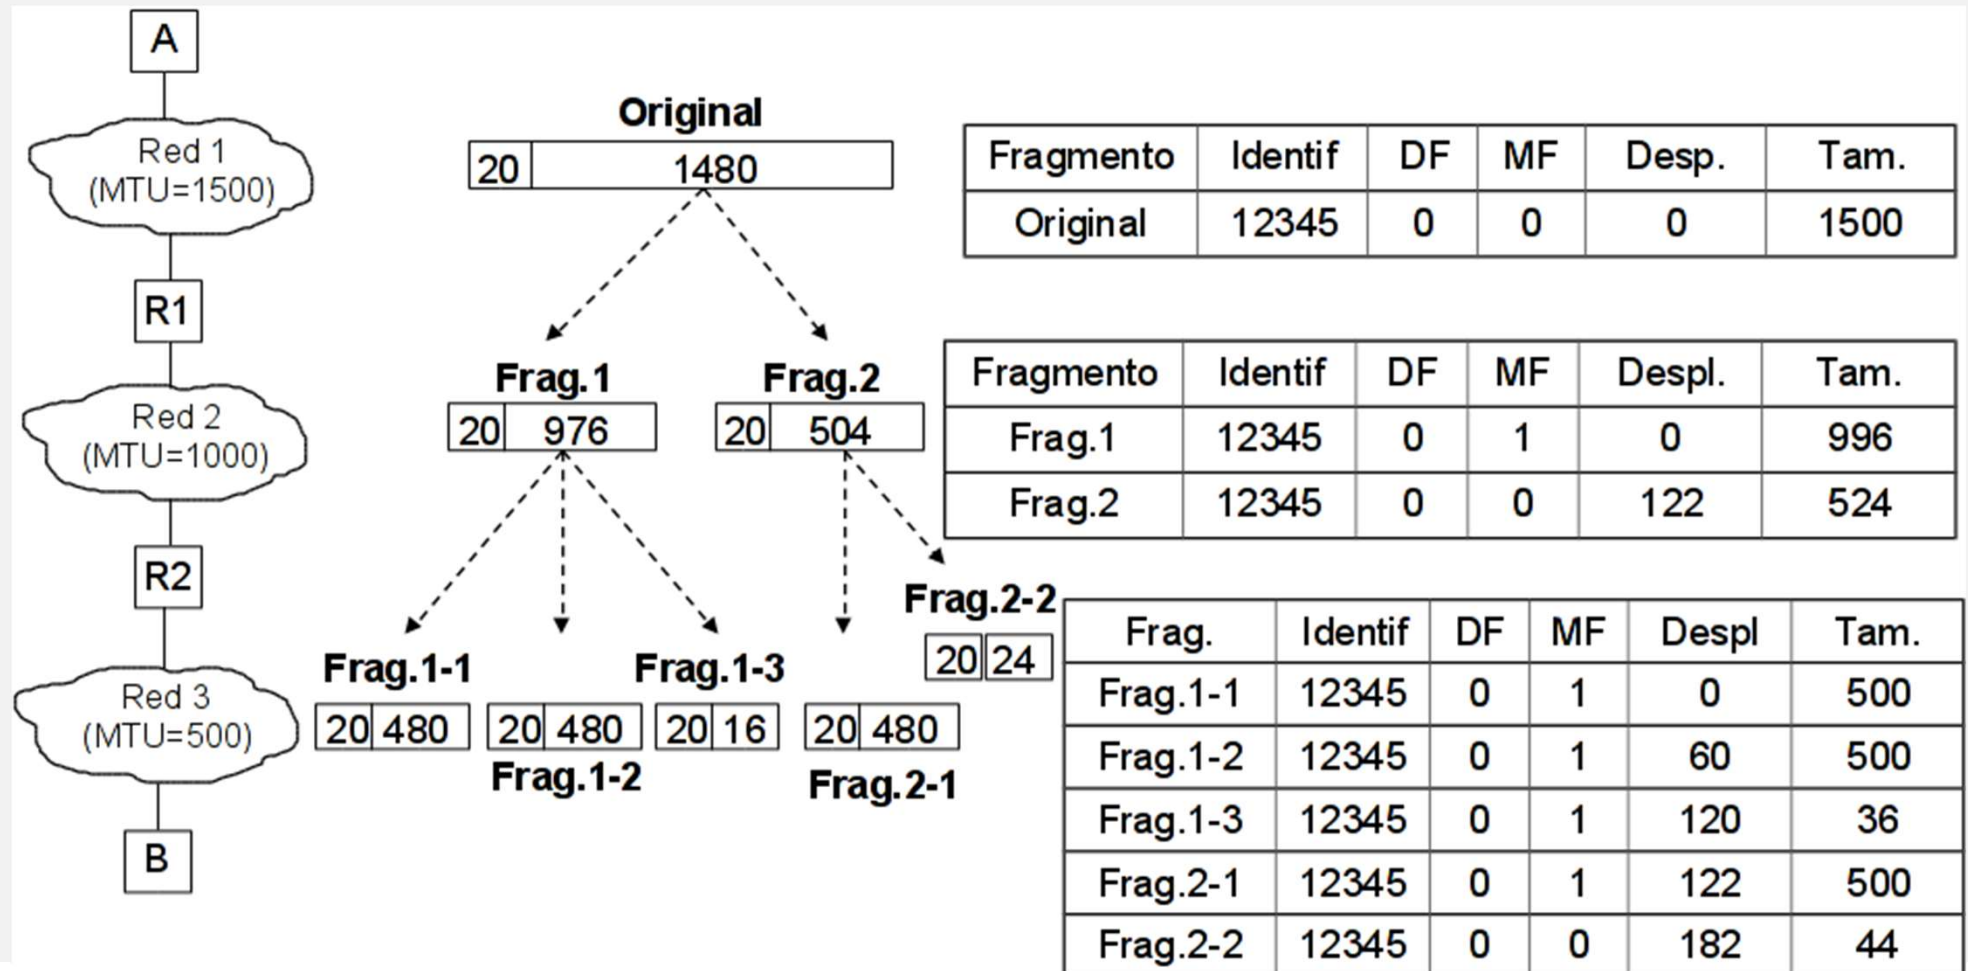 A
Red 1
(MTU=1500)
R1
Red 2
(MTU=1000)
R2
Red 3
(MTU=500)
B
Original
20 1480
Frag.1
20 976
Frag.2
20 504
Frag.1-1
20 480
20 480
Frag.1-2
Frag.1-3
20 16
20 480
Frag.2-1
Frag.2-2
20 24
Fragmento Identif DF MF Desp. Tam.
Original 12345 0 0 0 1500
Fragmento Identif DF MF Despl. Tam.
Frag.1 12345 0 1 0 996
Frag.2 12345 0 0 122 524
Frag. Identif DF MF Despl Tam.
Frag.1-1 12345 0 1 0 500
Frag.1-2 12345 0 1 60 500
Frag.1-3 12345 0 1 120 36
Frag.2-1 12345 0 1 122 500
Frag.2-2 12345 0 0 182 44